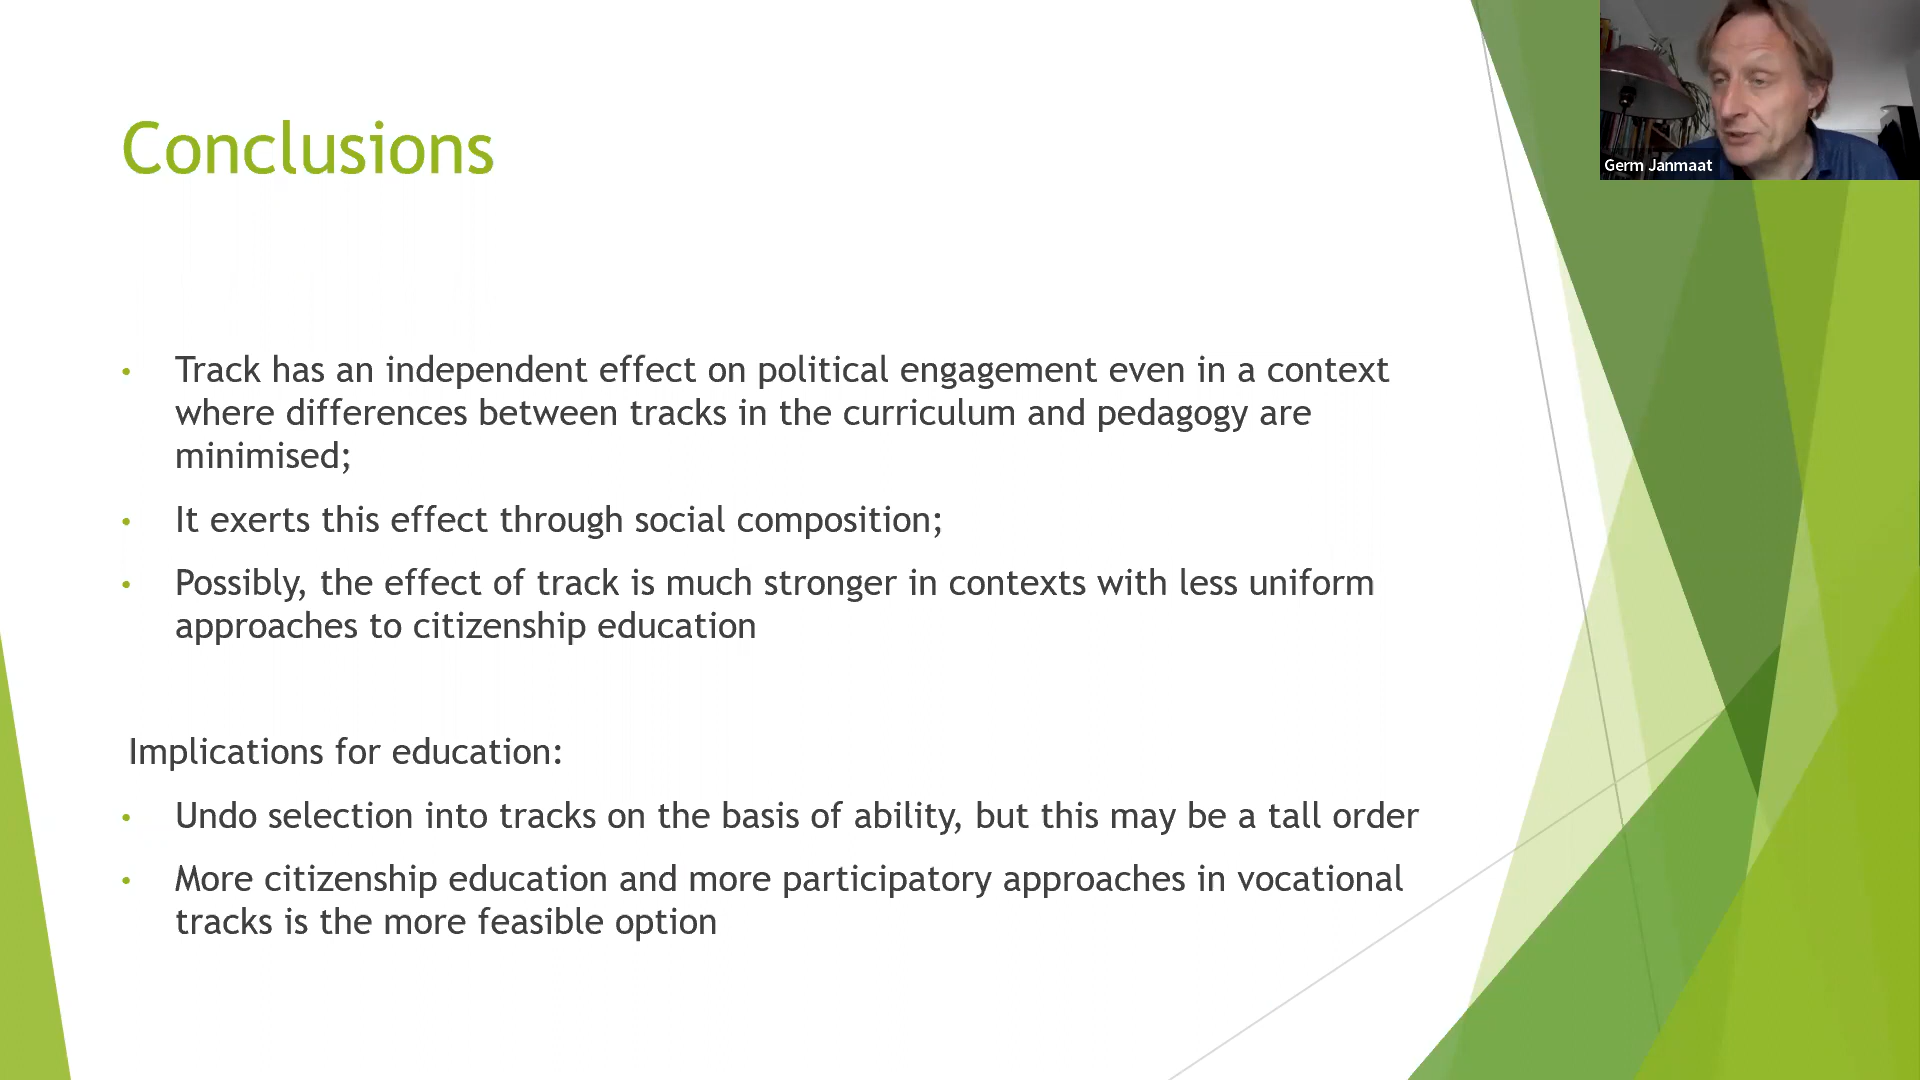 Conclusions
Germ Janmaat
• Track has an independent effect on political engagement even in a context
where differences between tracks in the curriculum and pedagogy are
minimised;
• It exerts this effect through social composition;
• Possibly, the effect of track is much stronger in contexts with less uniform
approaches to citizenship education
Implications for education:
• Undo selection into tracks on the basis of ability, but this may be a tall order
• More citizenship education and more participatory approaches in vocational
tracks is the more feasible option